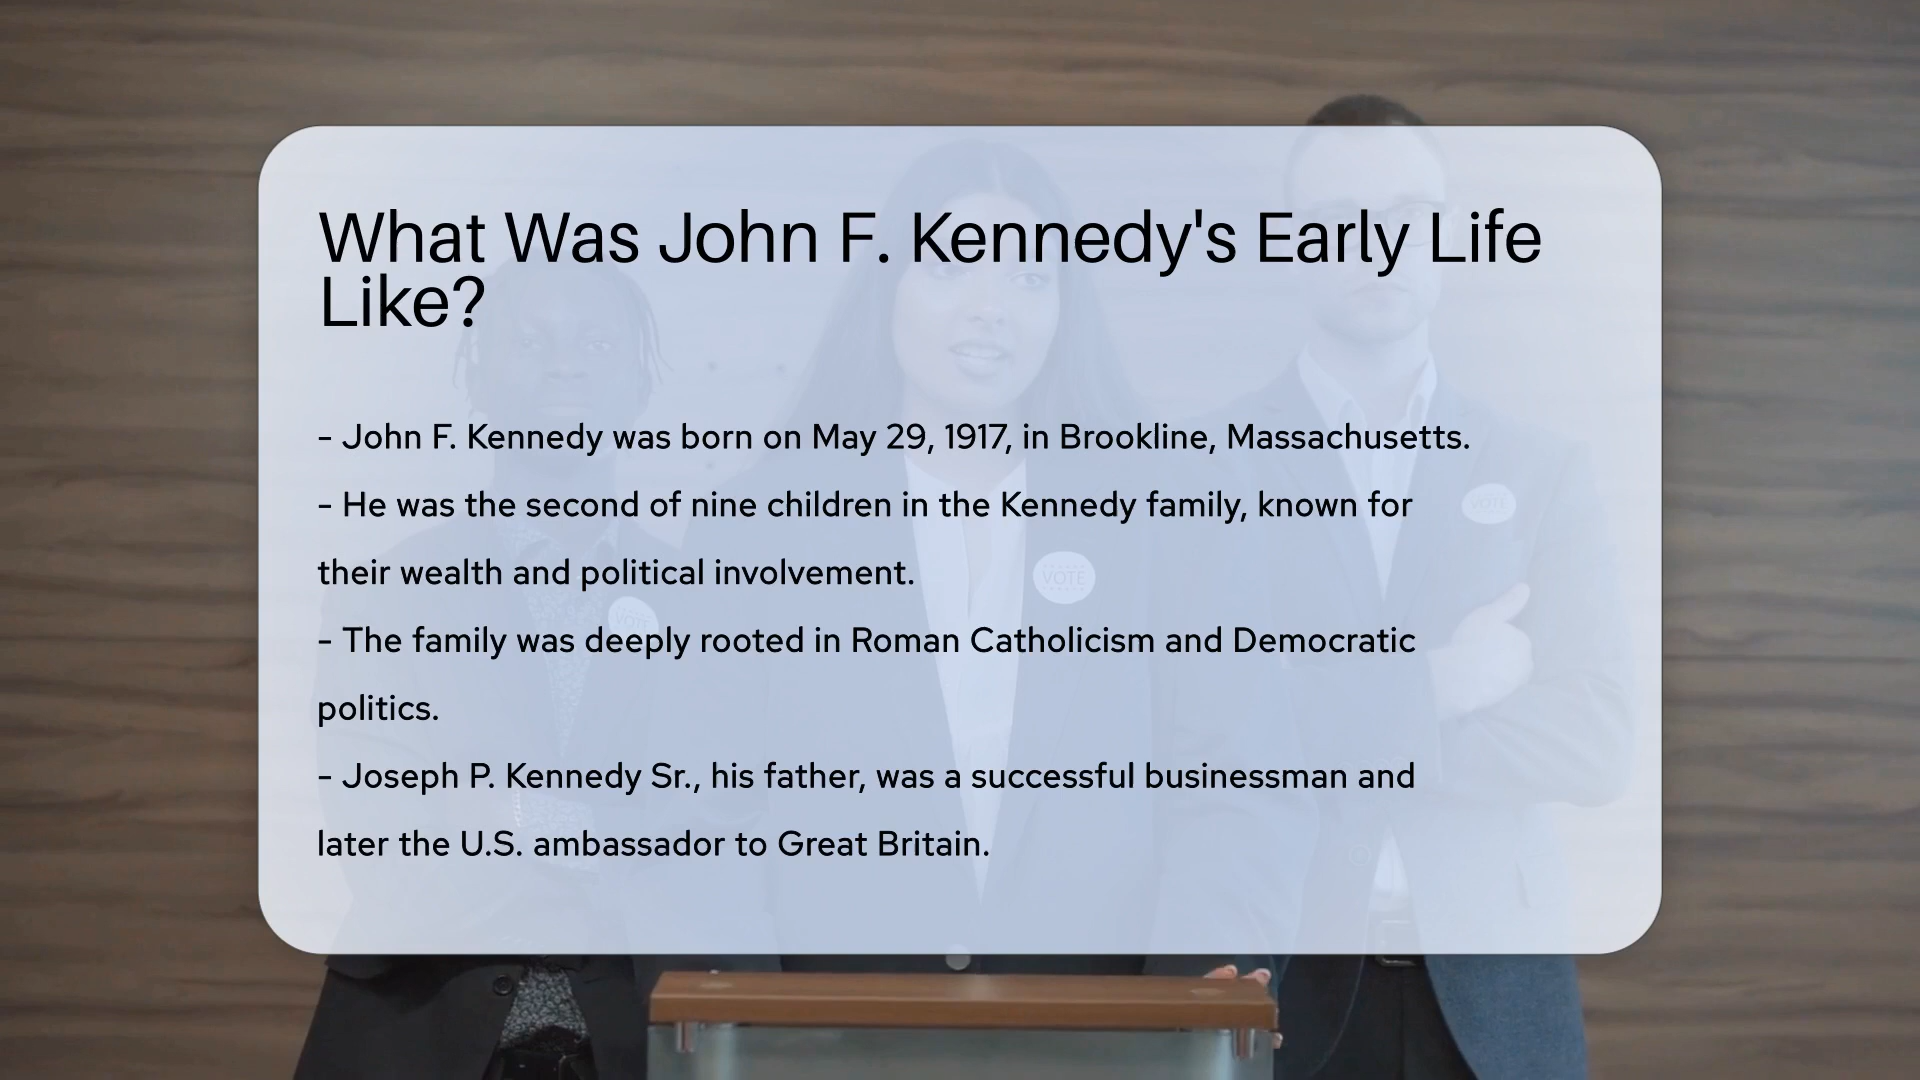 What Was John F. Kennedy's Early Life
Like?
- John F. Kennedy was born on May 29, 1917, in Brookline, Massachusetts.
- He was the second of nine children in the Kennedy family, known for
their wealth and political involvement.
VOTE
VOTE
VOTE
- The family was deeply rooted in Roman Catholicism and Democratic
politics.
- Joseph P. Kennedy Sr., his father, was a successful businessman and
later the U.S. ambassador to Great Britain.